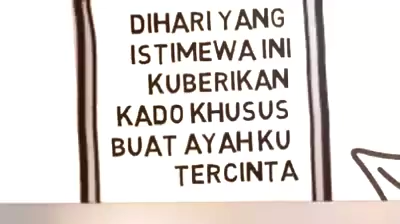 DIHARI YANG
ISTIMEWA INI
KUBERIKAN
KADO KHUSUS
BUAT AYAHKU
TERCINTA